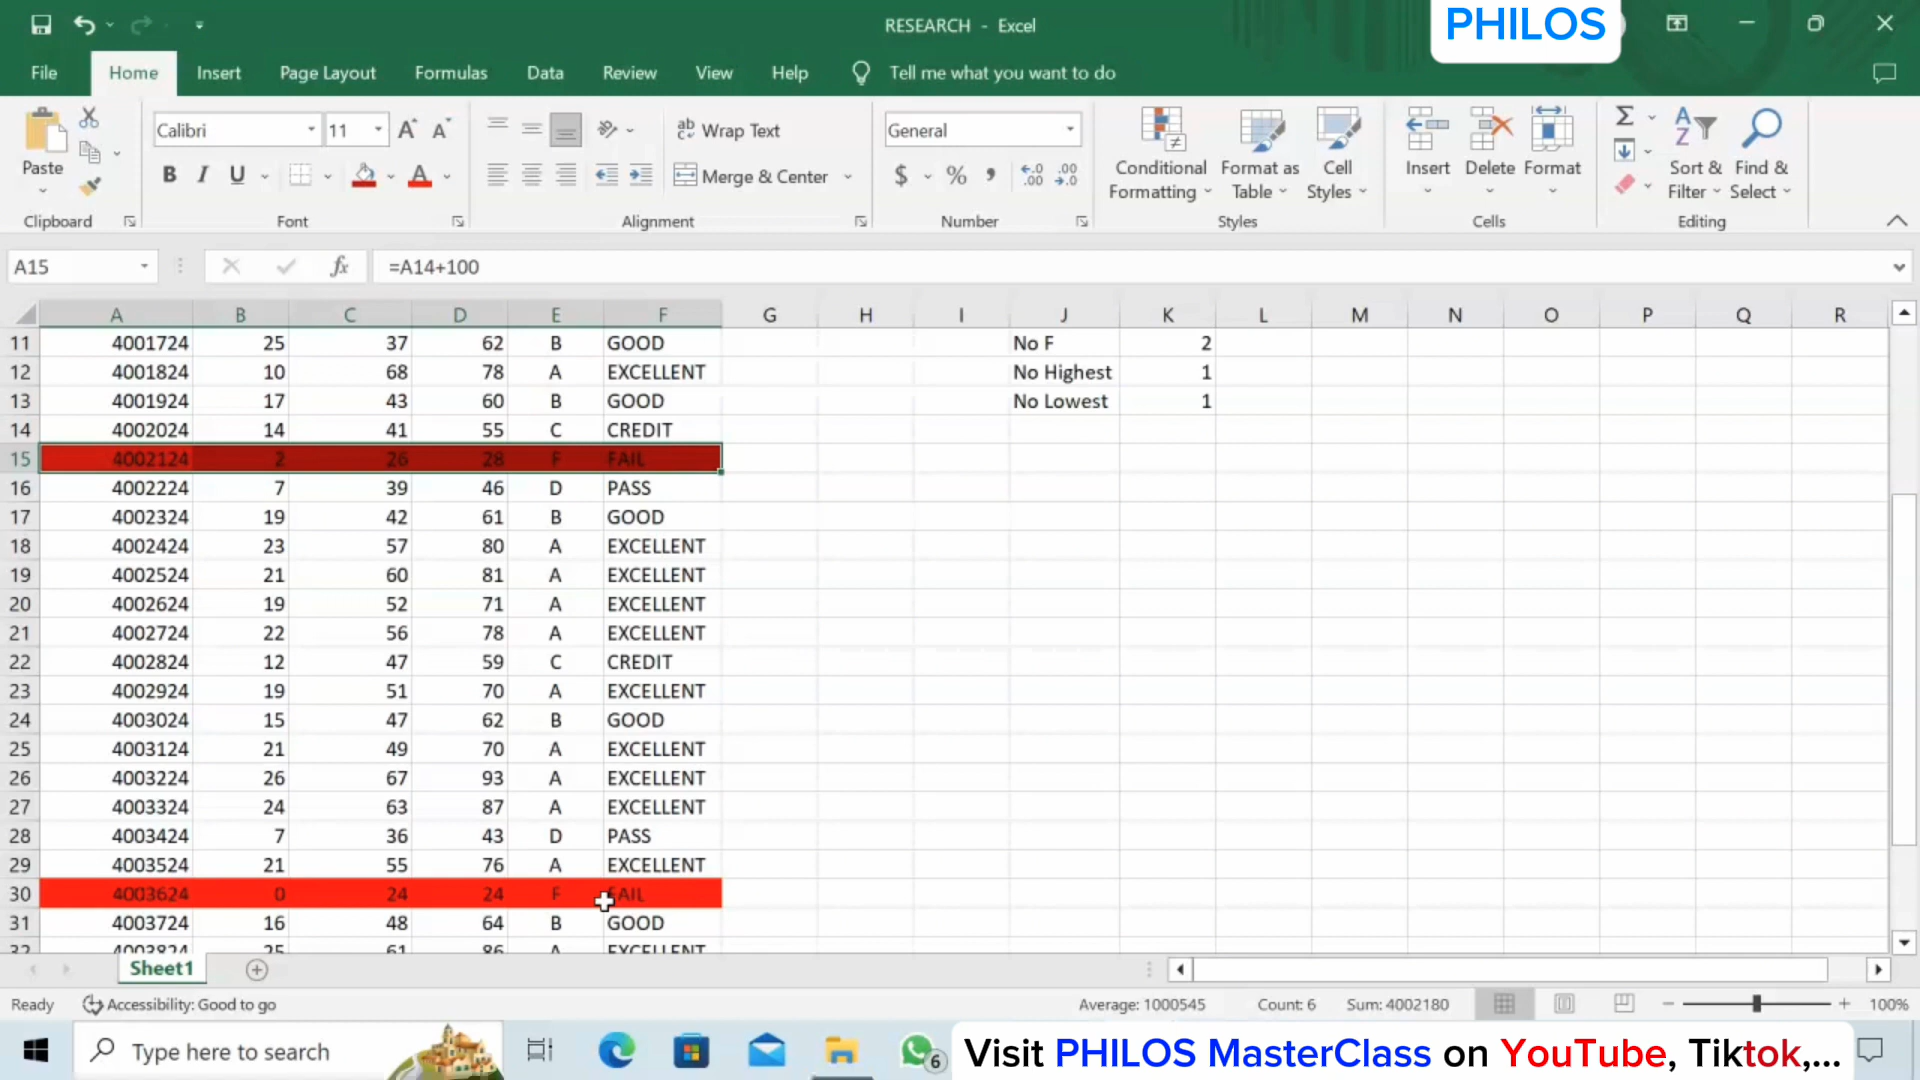 RESEARCH - Excel
PHILOS
File Home Insert Page Layout Formulas Data Review View Help Tell me what you want to do
Calibri 11 Wrap Text General
Paste B I U Merge & Center $ % , Conditional Formatting Format as Table Cell Styles Insert Delete Format Sort & Filter Find & Select
Clipboard Font Alignment Number Styles Cells Editing
A15 fx =A14+100
A B C D E F G H I J K L M N O P Q R
11 4001724 25 37 62 B GOOD No F 2
12 4001824 10 68 78 A EXCELLENT No Highest 1
13 4001924 17 43 60 B GOOD No Lowest 1
14 4002024 14 41 55 C CREDIT
15 4002124 2 26 28 F FAIL
16 4002224 7 39 46 D PASS
17 4002324 19 42 61 B GOOD
18 4002424 23 57 80 A EXCELLENT
19 4002524 21 60 81 A EXCELLENT
20 4002624 19 52 71 A EXCELLENT
21 4002724 22 56 78 A EXCELLENT
22 4002824 12 47 59 C CREDIT
23 4002924 19 51 70 A EXCELLENT
24 4003024 15 47 62 B GOOD
25 4003124 21 49 70 A EXCELLENT
26 4003224 26 67 93 A EXCELLENT
27 4003324 24 63 87 A EXCELLENT
28 4003424 7 36 43 D PASS
29 4003524 21 55 76 A EXCELLENT
30 4003624 0 24 24 F FAIL
31 4003724 16 48 64 B GOOD
32 4003824 25 61 86 A EXCELLENT
Sheet1
Ready Accessibility: Good to go Average: 1000545 Count: 6 Sum: 4002180 100%
Type here to search 6 Visit PHILOS MasterClass on YouTube, Tiktok,...